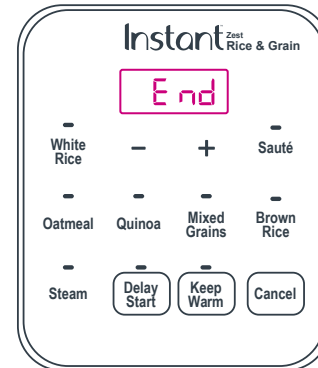 Instant Zest
Rice & Grain
End
White
Rice
−
+
Sauté
Oatmeal
Quinoa
Mixed
Grains
Brown
Rice
Steam
Delay
Start
Keep
Warm
Cancel